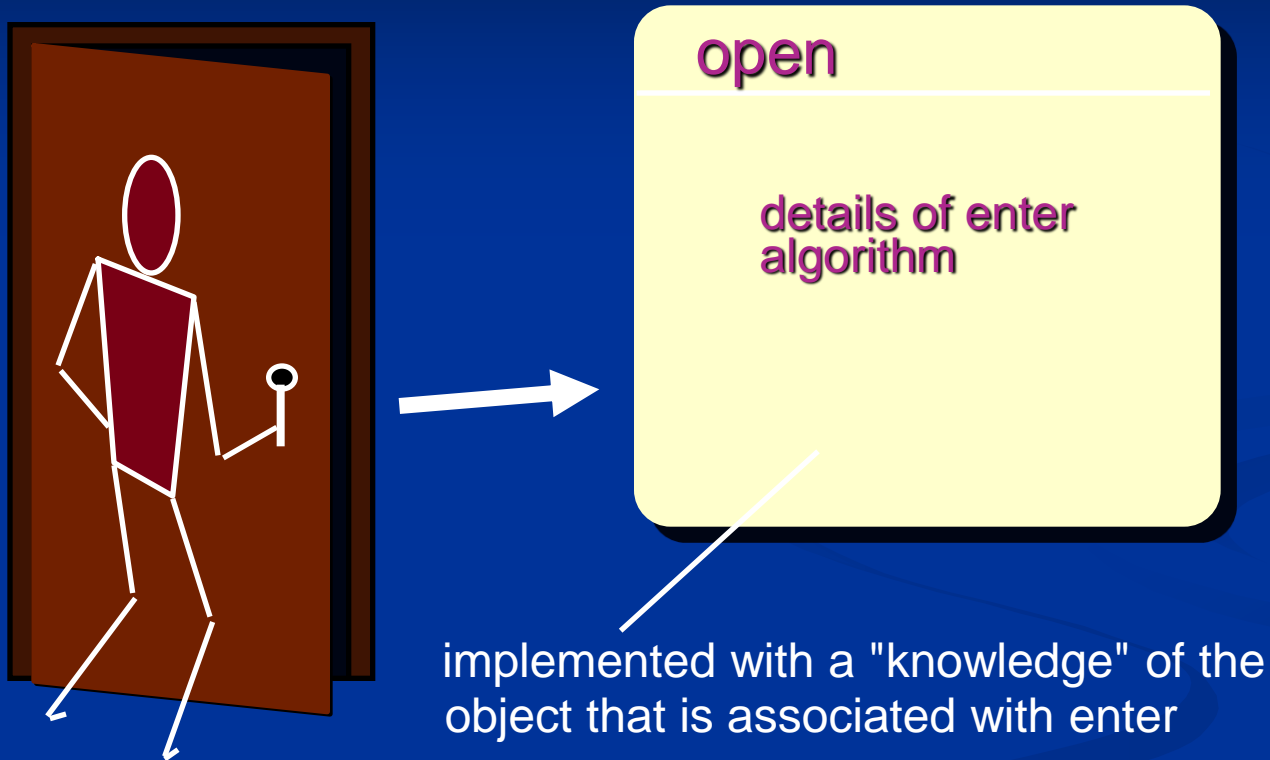 open
details of enter
algorithm
implemented with a "knowledge" of the
object that is associated with enter